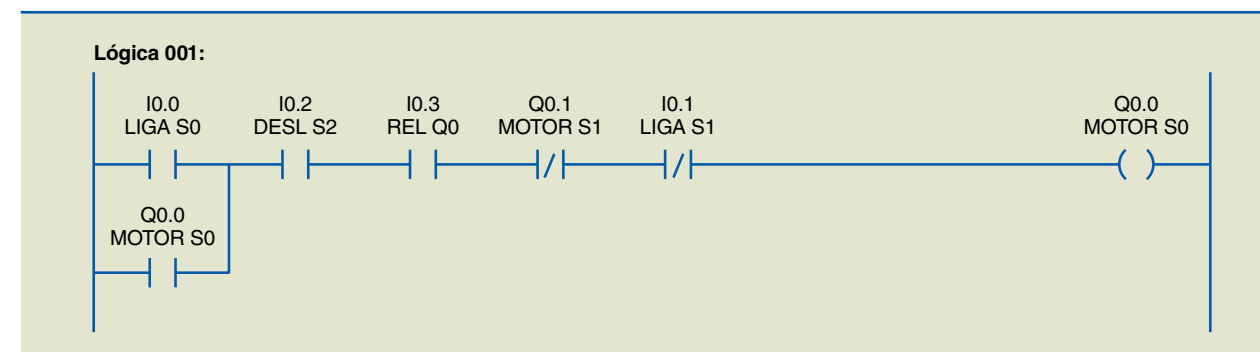 Lógica 001:
I0.0 I0.2 I0.3 Q0.1 I0.1 Q0.0
LIGA S0 DESL S2 REL Q0 MOTOR S1 LIGA S1 MOTOR S0
Q0.0
MOTOR S0